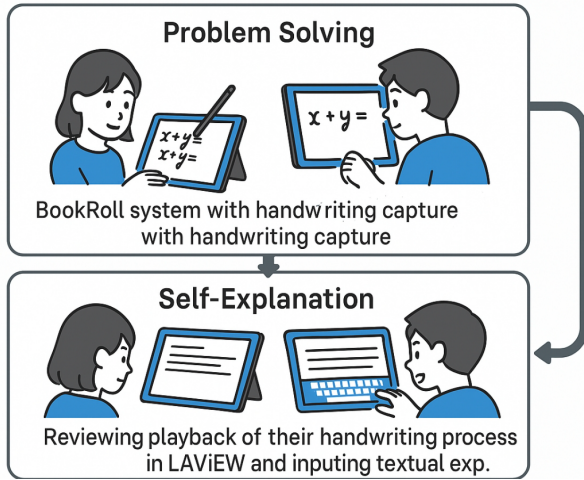 Problem Solving
x + y =
x + y =
x + y =
BookRoll system with handwriting capture
with handwriting capture
Self-Explanation
Reviewing playback of their handwriting process
in LAViEW and inputing textual exp.